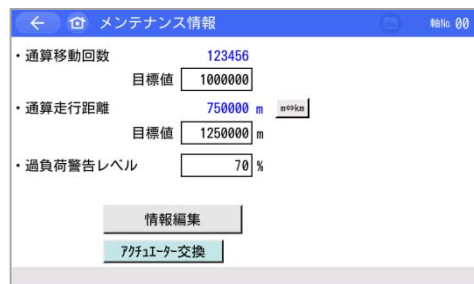 メンテナンス情報 軸No. 00
・通算移動回数 123456
目標値 1000000
・通算走行距離 750000 m m⇔km
目標値 1250000 m
・過負荷警告レベル 70 %
情報編集
ｱｸﾁｭｴｰﾀｰ交換